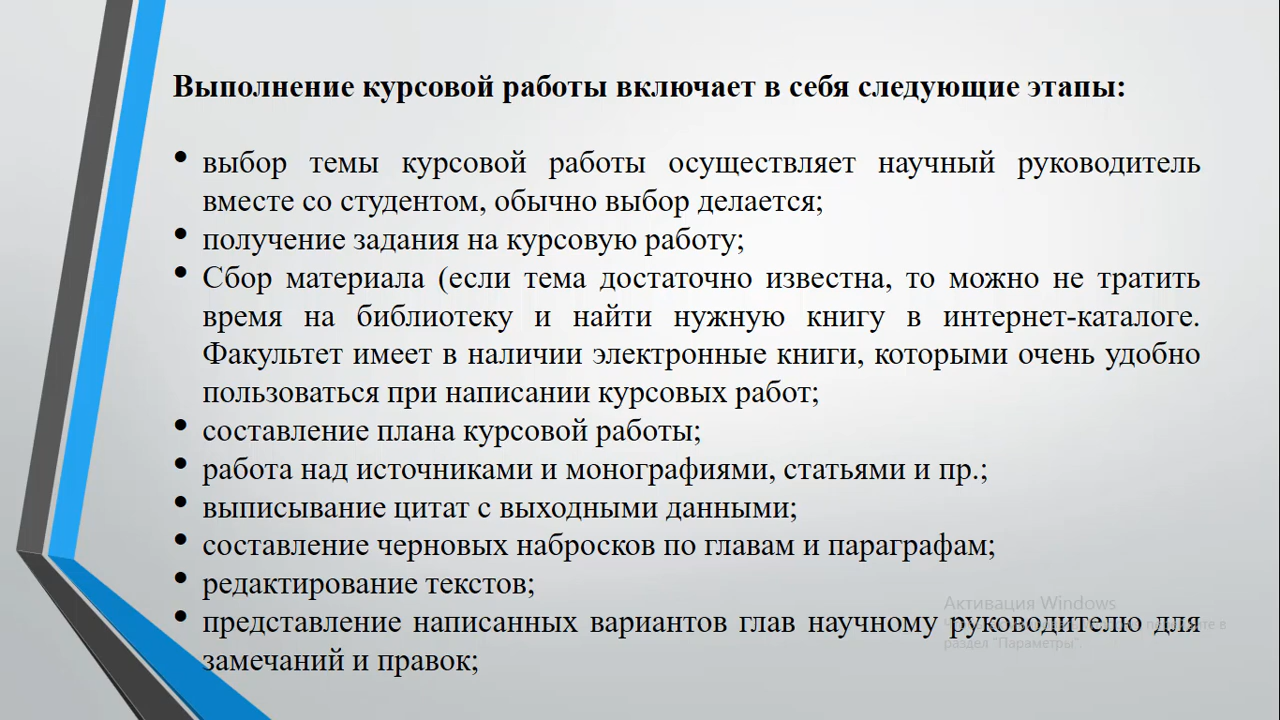 Выполнение курсовой работы включает в себя следующие этапы:
• выбор темы курсовой работы осуществляет научный руководитель
вместе со студентом, обычно выбор делается;
• получение задания на курсовую работу;
• Сбор материала (если тема достаточно известна, то можно не тратить
время на библиотеку и найти нужную книгу в интернет-каталоге.
Факультет имеет в наличии электронные книги, которыми очень удобно
пользоваться при написании курсовых работ;
• составление плана курсовой работы;
• работа над источниками и монографиями, статьями и пр.;
• выписывание цитат с выходными данными;
• составление черновых набросков по главам и параграфам;
• редактирование текстов;
• представление написанных вариантов глав научному руководителю для
замечаний и правок;
Активация Windows
раздел "Параметры".